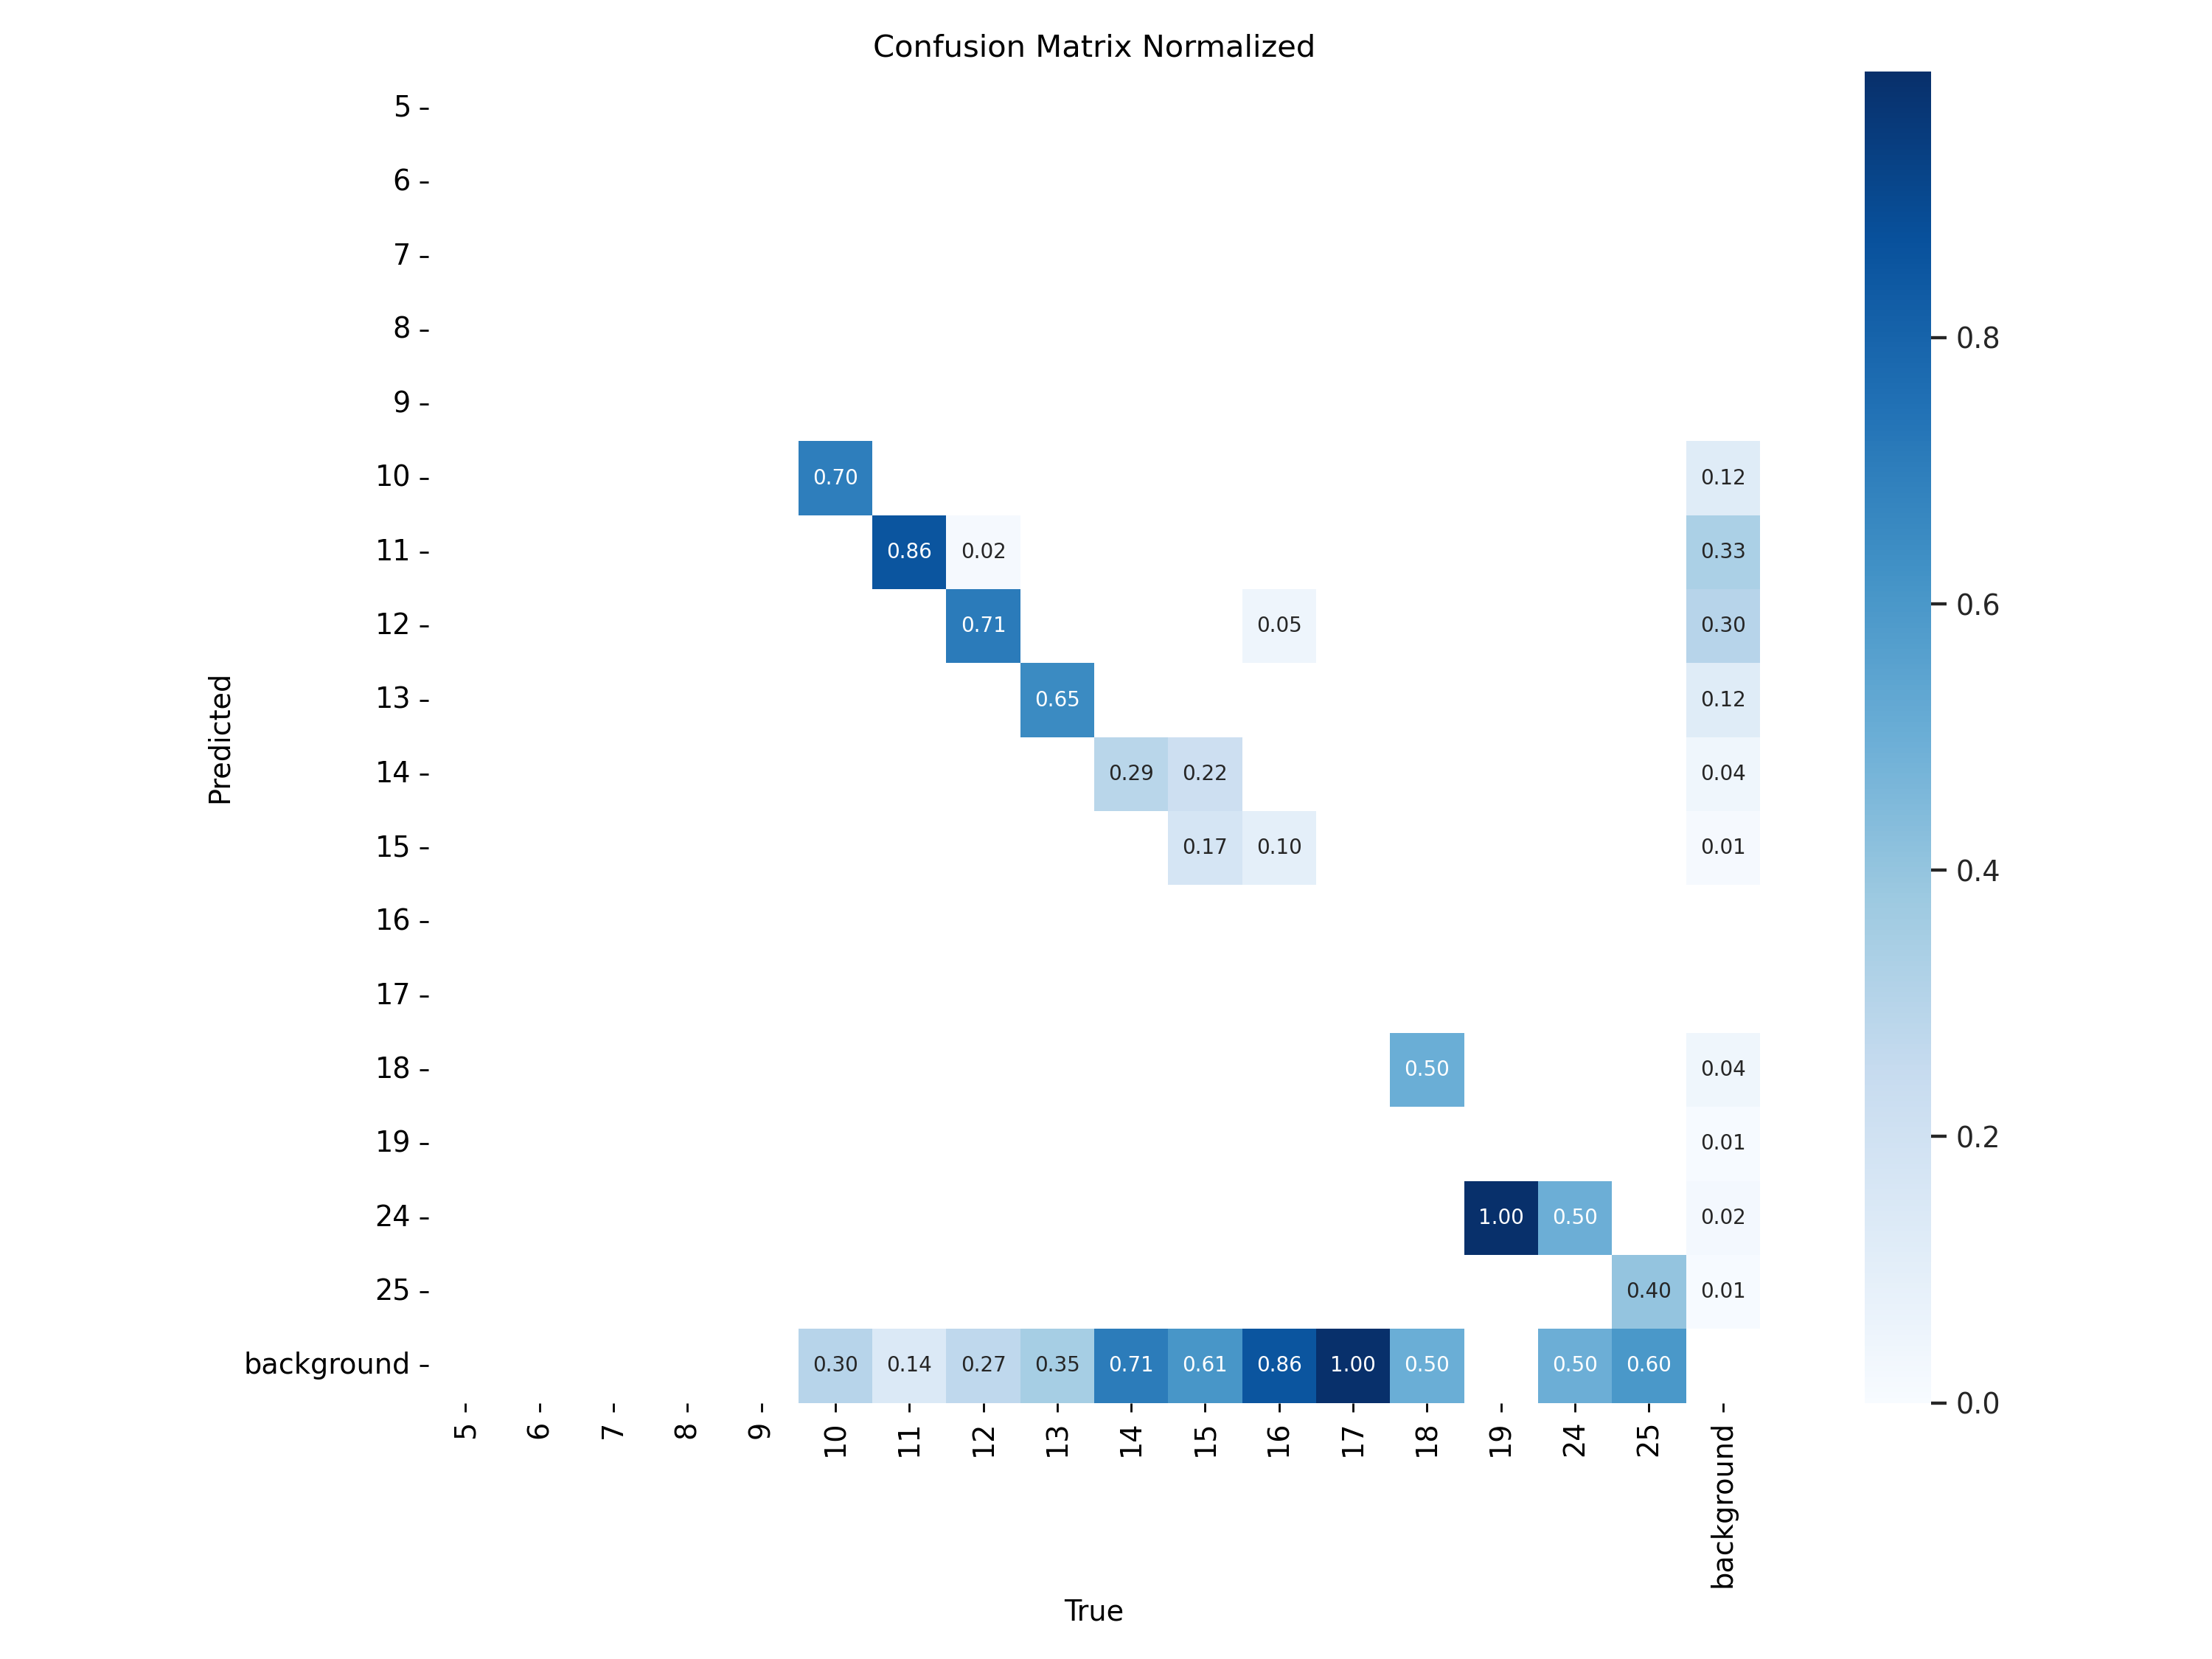 Confusion Matrix Normalized
5
6
7
8
9
10 0.70 0.12
11 0.86 0.02 0.33
12 0.71 0.05 0.30
13 0.65 0.12
14 0.29 0.22 0.04
15 0.17 0.10 0.01
16
17
18 0.50 0.04
19 0.01
24 1.00 0.50 0.02
25 0.40 0.01
background 0.30 0.14 0.27 0.35 0.71 0.61 0.86 1.00 0.50 0.50 0.60
5 6 7 8 9 10 11 12 13 14 15 16 17 18 19 24 25 background
Predicted
True
0.8
0.6
0.4
0.2
0.0